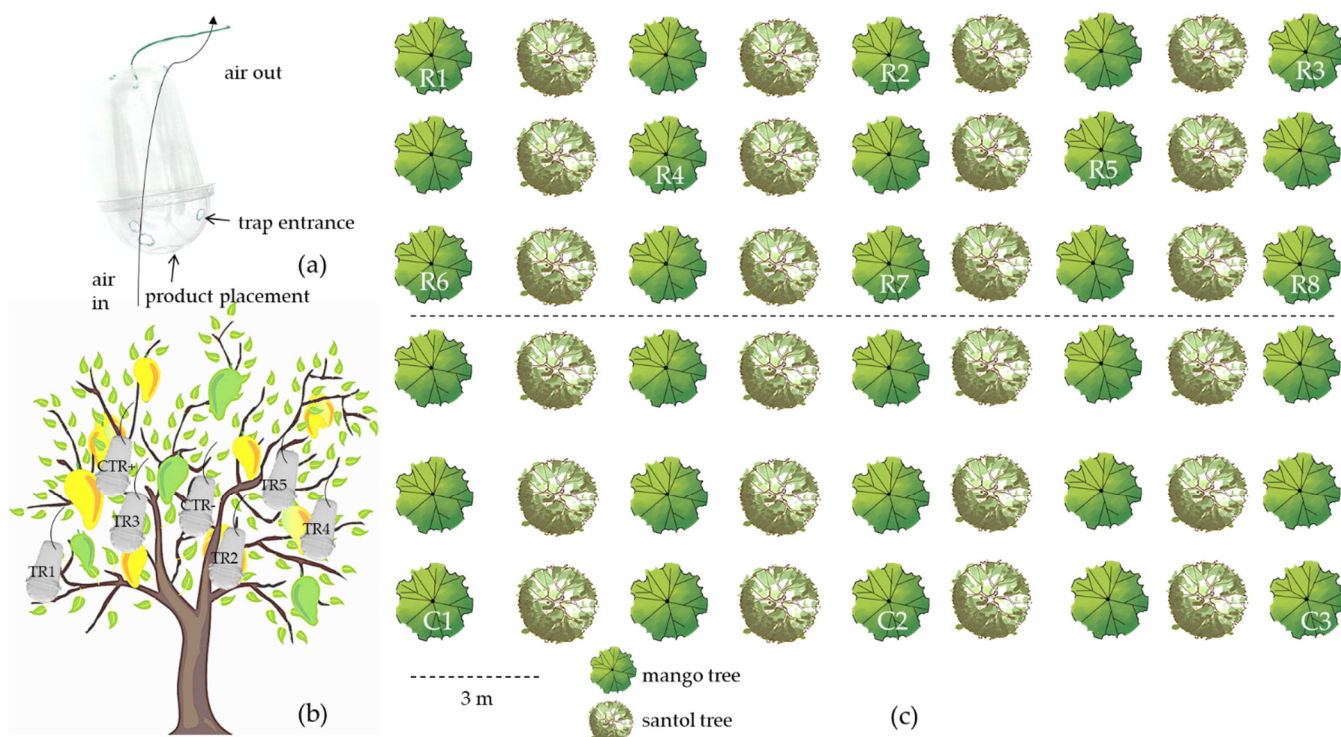 air out
trap entrance
(a)
air
in
product placement
CTR+
TR5
CTR-
TR3
TR4
TR2
TR1
(b)
R1
R2
R3
R4
R5
R6
R7
R8
C1
C2
C3
3 m
mango tree
santol tree
(c)